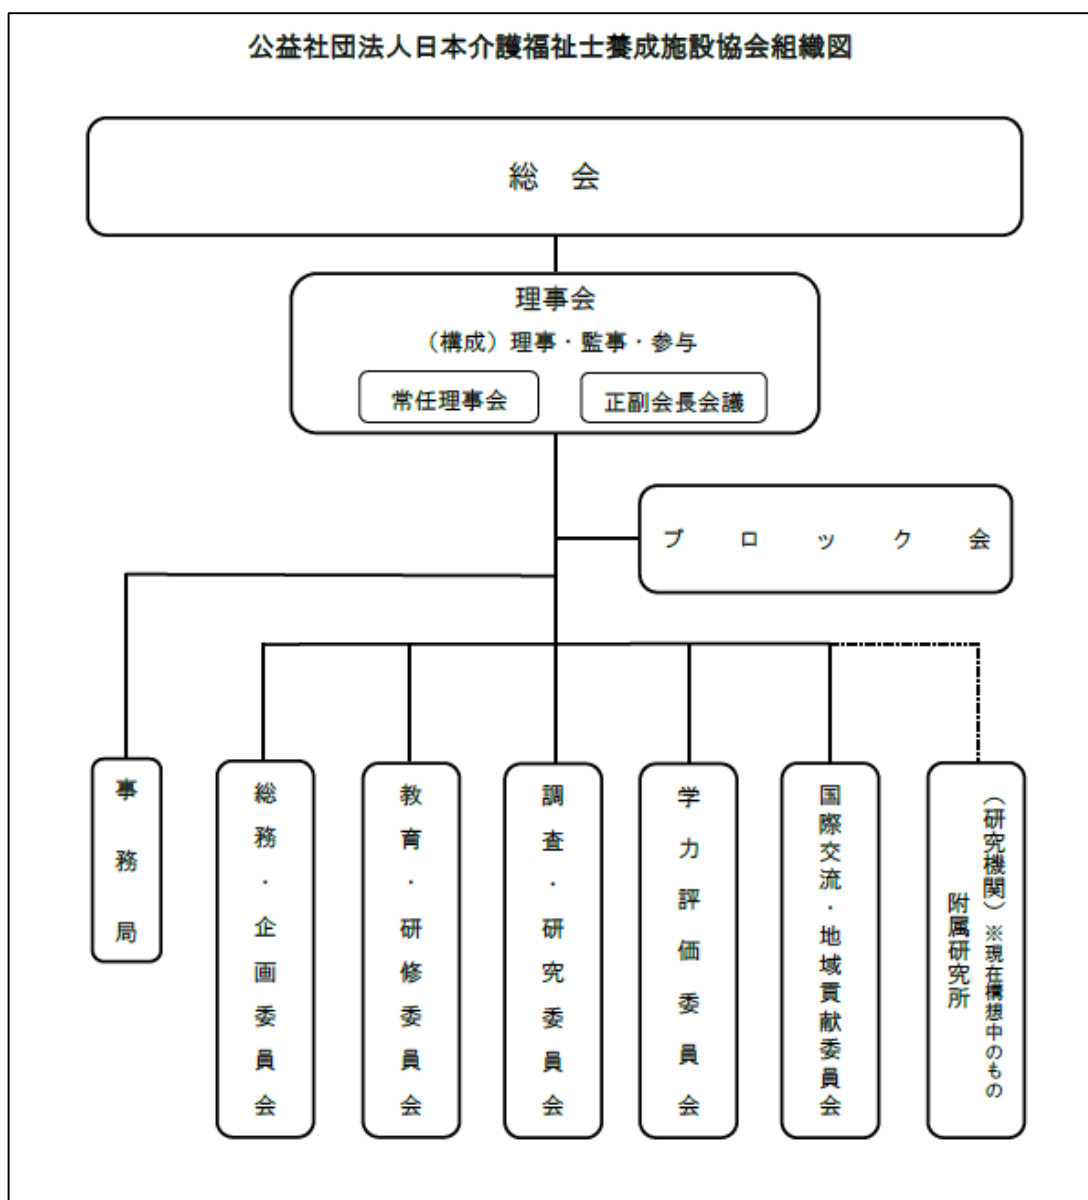 公益社団法人日本介護福祉士養成施設協会組織図
総 会
理事会
（構成）理事・監事・参与
常任理事会
正副会長会議
ブロック会
事務局
総務・企画委員会
教育・研修委員会
調査・研究委員会
学力評価委員会
国際交流・地域貢献委員会
（研究機関）※現在構想中のもの
附属研究所